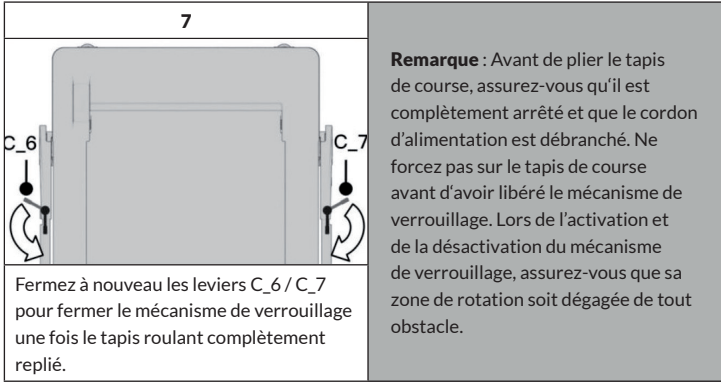 7
C_6
C_7
Fermez à nouveau les leviers C_6 / C_7
pour fermer le mécanisme de verrouillage
une fois le tapis roulant complètement
replié.
Remarque : Avant de plier le tapis
de course, assurez-vous qu‘il est
complètement arrêté et que le cordon
d’alimentation est débranché. Ne
forcez pas sur le tapis de course
avant d‘avoir libéré le mécanisme de
verrouillage. Lors de l’activation et
de la désactivation du mécanisme
de verrouillage, assurez-vous que sa
zone de rotation soit dégagée de tout
obstacle.